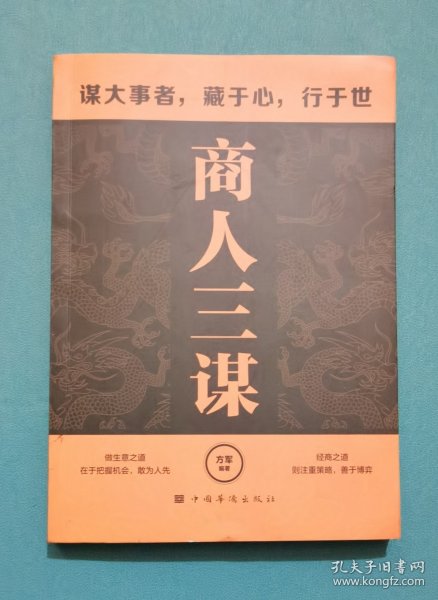 谋大事者，藏于心，行于世
商人三谋
做生意之道
在于把握机会，敢为人先
方军
编著
经商之道
则注重策略，善于博弈
中国华侨出版社
孔夫子旧书网
www.kongfz.com